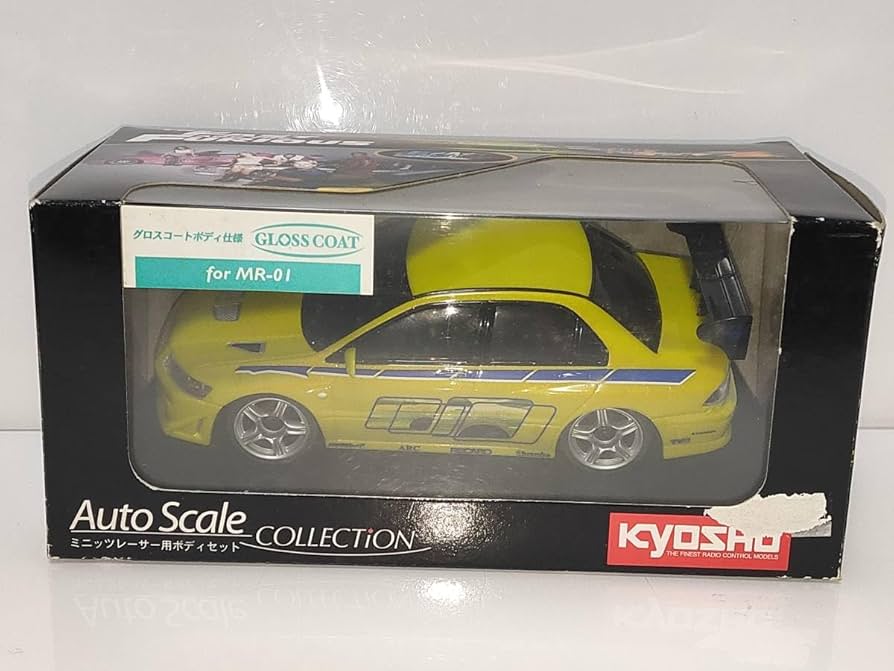 Furious
グロスコートボディ仕様
GLOSS COAT
for MR-01
ARC
Auto Scale
COLLECTiON
ミニッツレーサー用ボディセット
KYOSHO
THE FINEST RADIO CONTROL MODELS